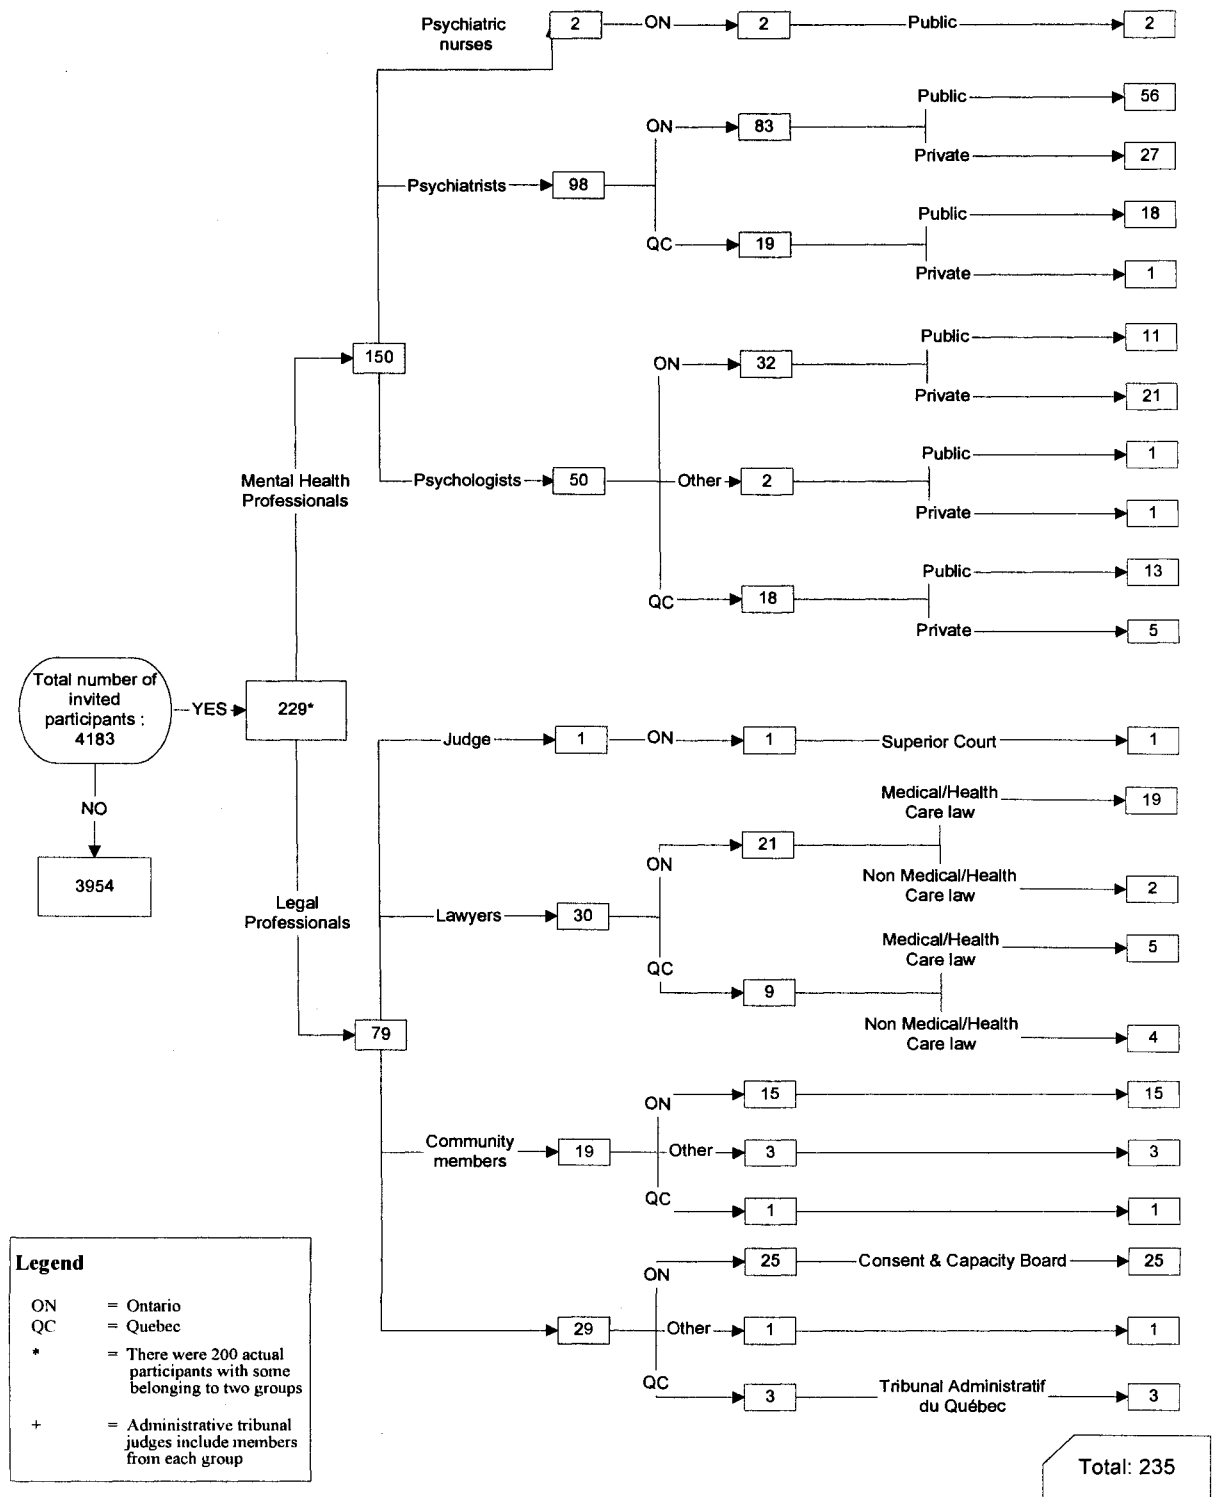 Psychiatric
nurses
2
ON
2
Public
2
Psychiatrists
98
ON
83
Public
56
Private
27
QC
19
Public
18
Private
1
150
Mental Health
Professionals
Psychologists
50
ON
32
Public
11
Private
21
Other
2
Public
1
Private
1
QC
18
Public
13
Private
5
Total number of
invited
participants :
4183
YES
229*
NO
3954
Legal
Professionals
79
Judge
1
ON
1
Superior Court
1
Lawyers
30
ON
21
Medical/Health
Care law
19
Non Medical/Health
Care law
2
QC
9
Medical/Health
Care law
5
Non Medical/Health
Care law
4
Community
members
19
ON
15
15
Other
3
3
QC
1
1
29
ON
25
Consent & Capacity Board
25
Other
1
1
QC
3
Tribunal Administratif
du Québec
3
Legend
ON = Ontario
QC = Quebec
* = There were 200 actual
participants with some
belonging to two groups
+ = Administrative tribunal
judges include members
from each group
Total: 235